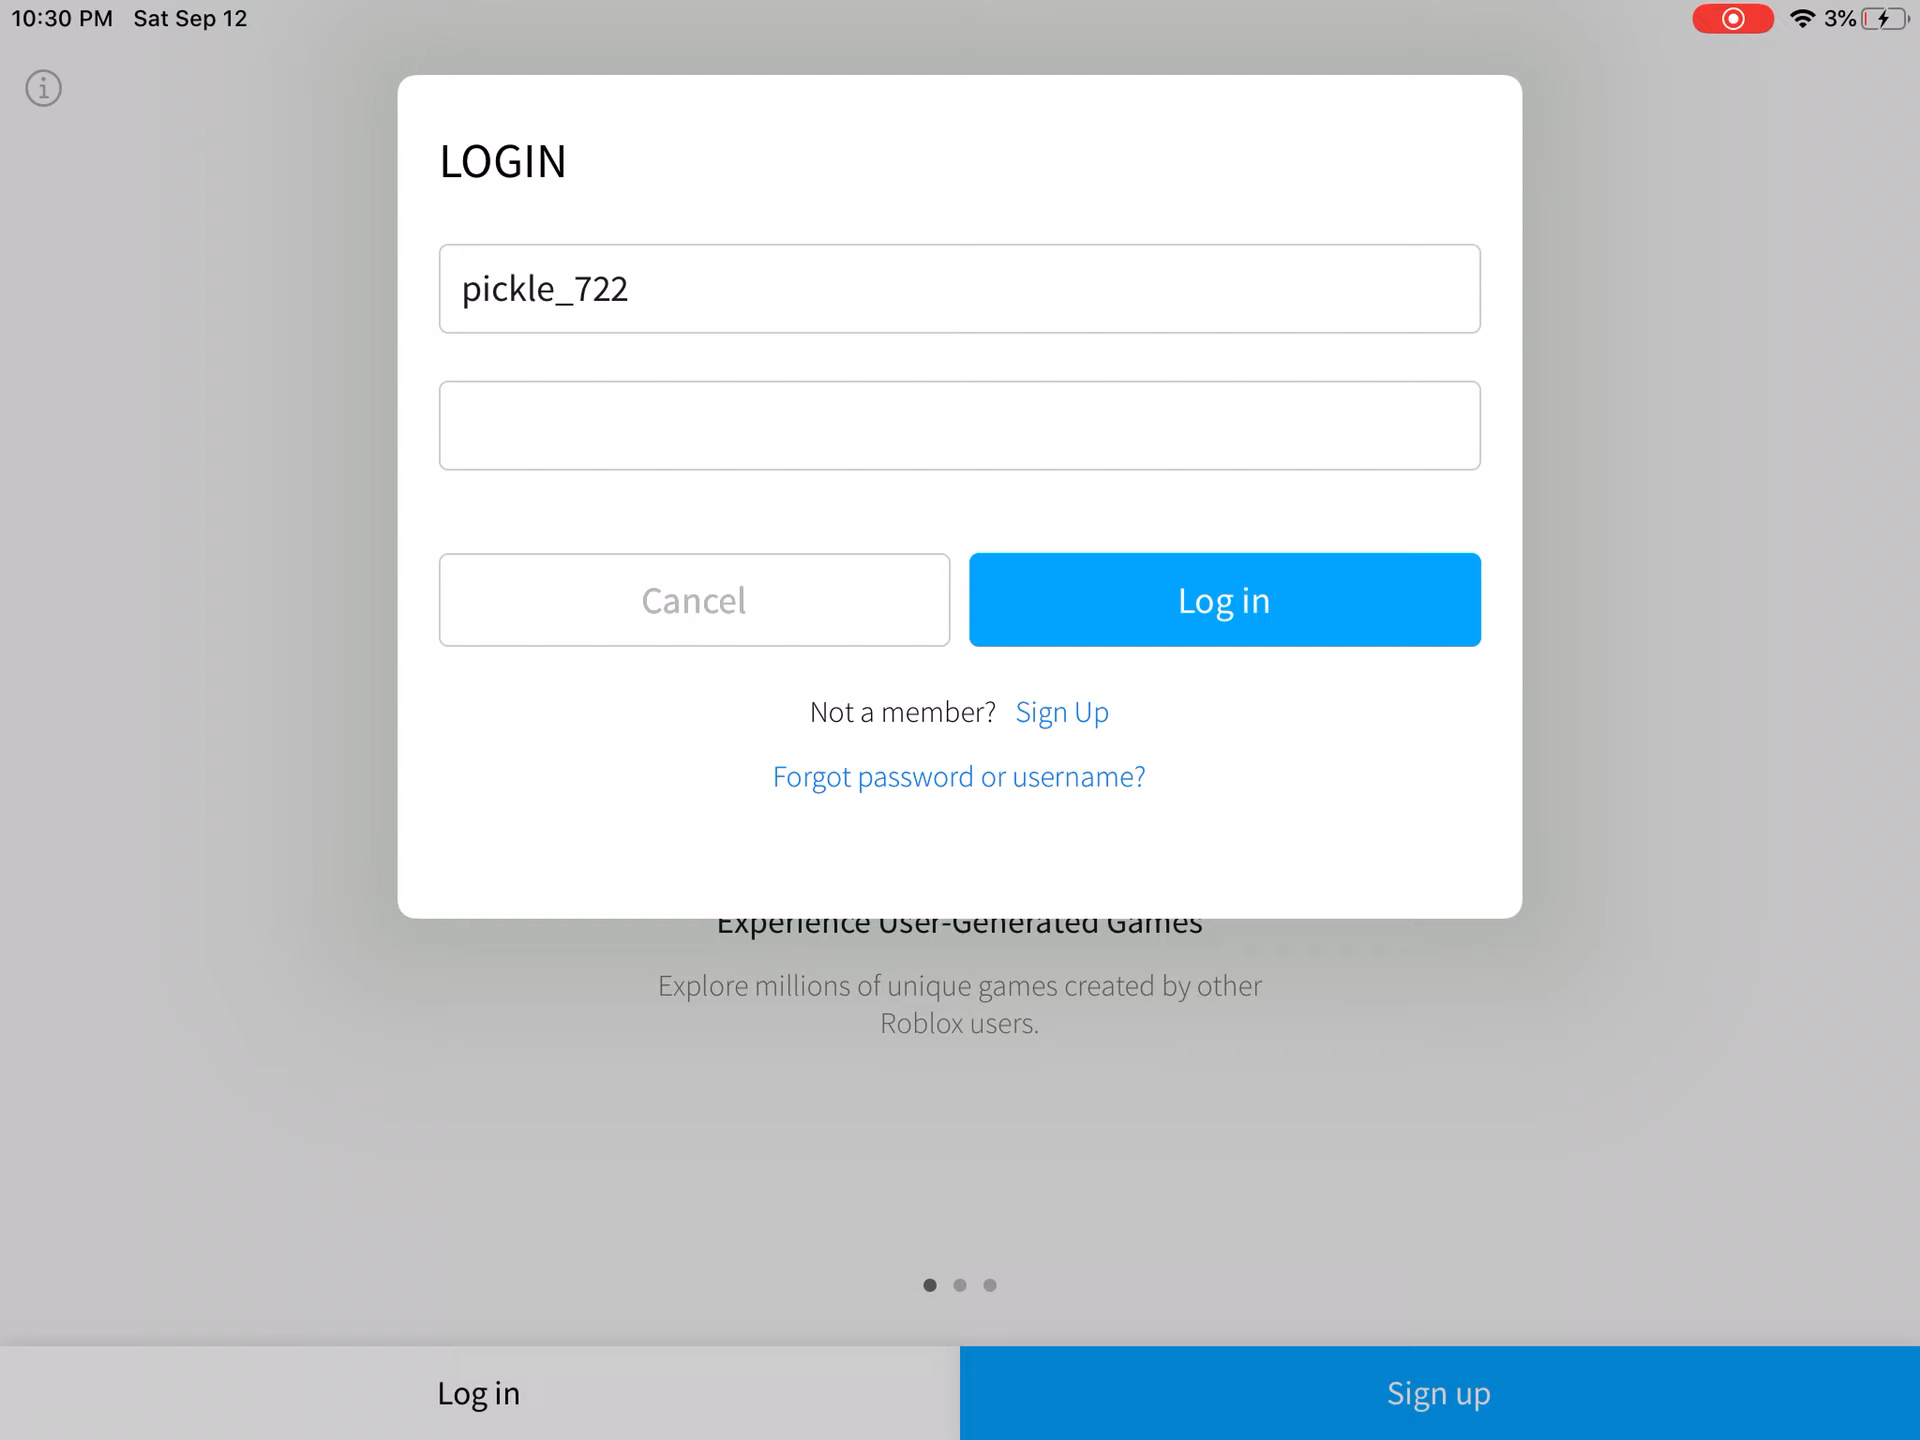 10:30 PM Sat Sep 12
3%
LOGIN
pickle_722
Cancel
Log in
Not a member? Sign Up
Forgot password or username?
Experience User-Generated Games
Explore millions of unique games created by other
Roblox users.
Log in
Sign up